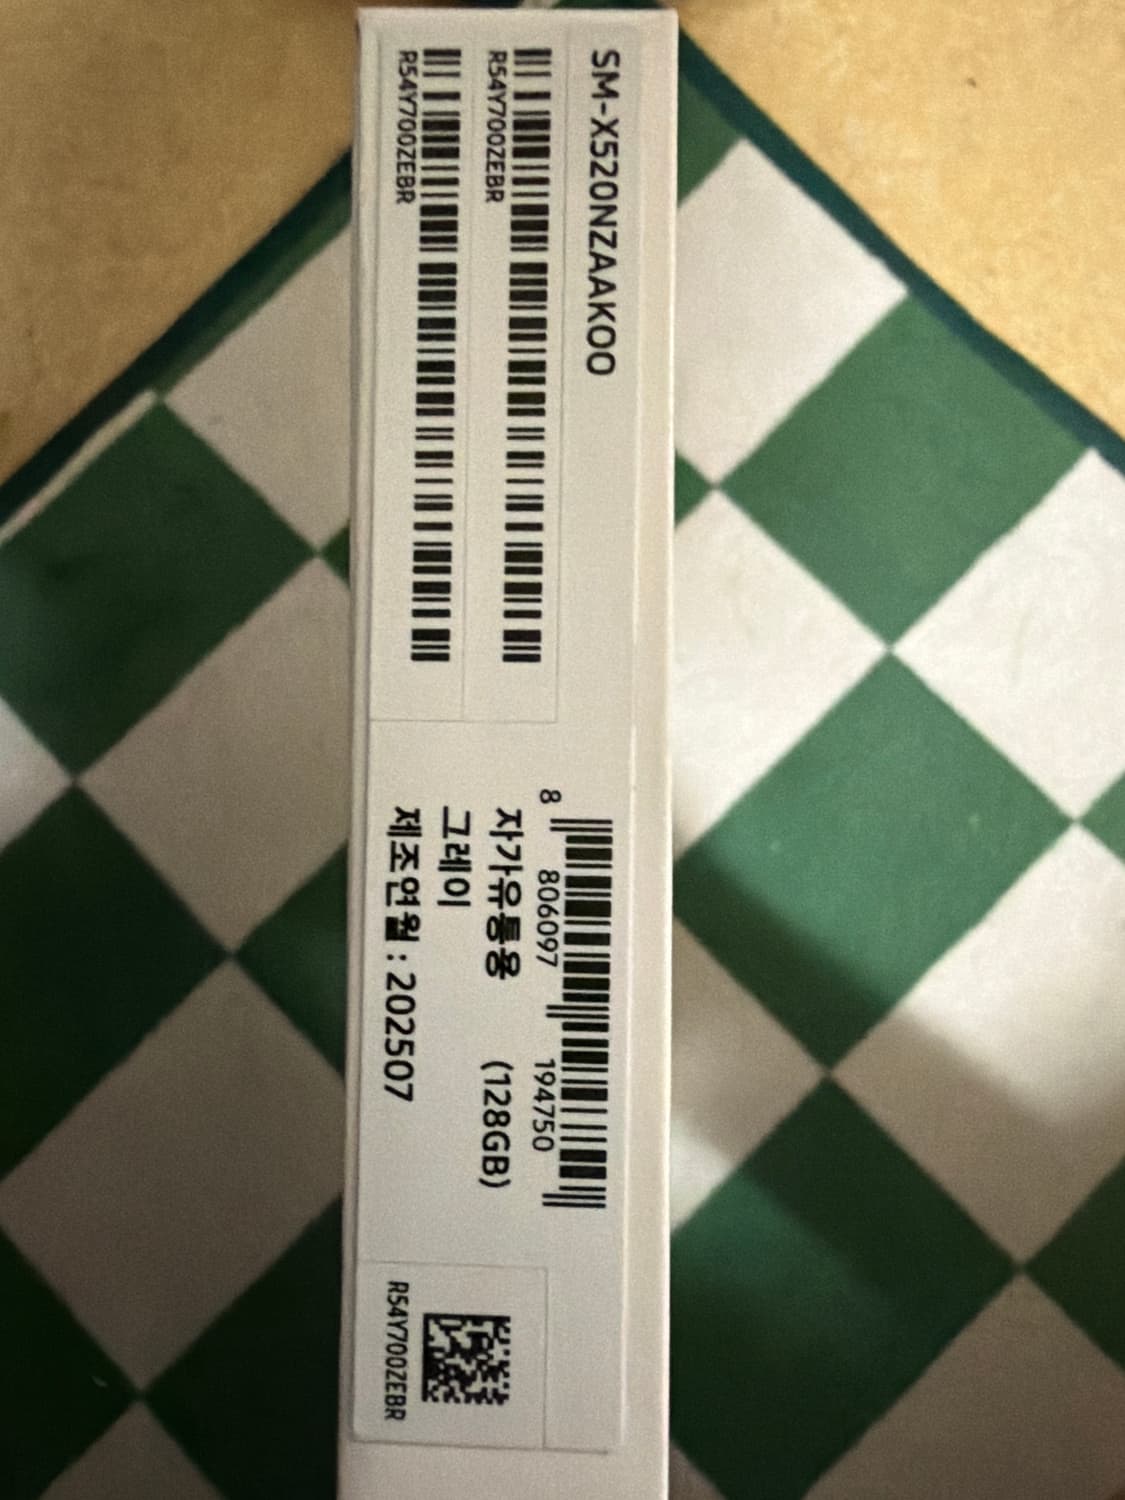 SM-X520NZAAKOO
R54Y700ZEBR
R54Y700ZEBR
8 806097 194750
자가유통용 (128GB)
그레이
제조연월 : 202507
R54Y700ZEBR